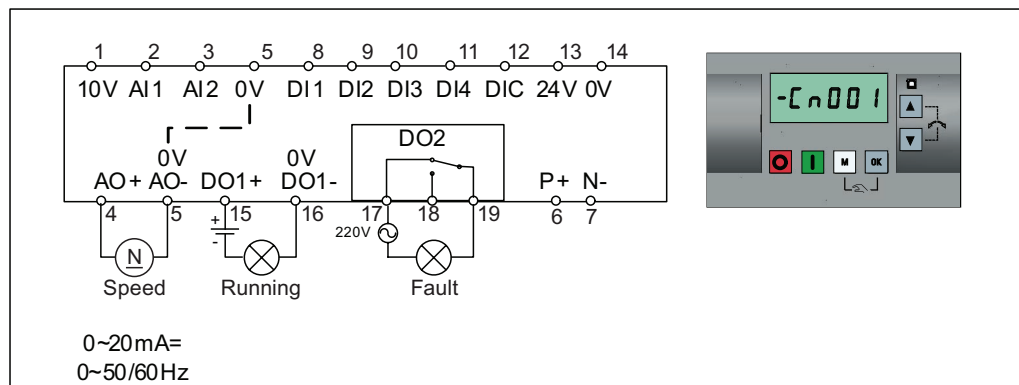 1 2 3 5 8 9 10 11 12 13 14
10V AI1 AI2 0V DI1 DI2 DI3 DI4 DIC 24V 0V
-Cn001
DO2
0V 0V
AO+ AO- DO1+ DO1- P+ N-
4 5 15 16 17 18 19 6 7
+
-
220V
N
Speed Running Fault
M OK
0~20mA=
0~50/60Hz